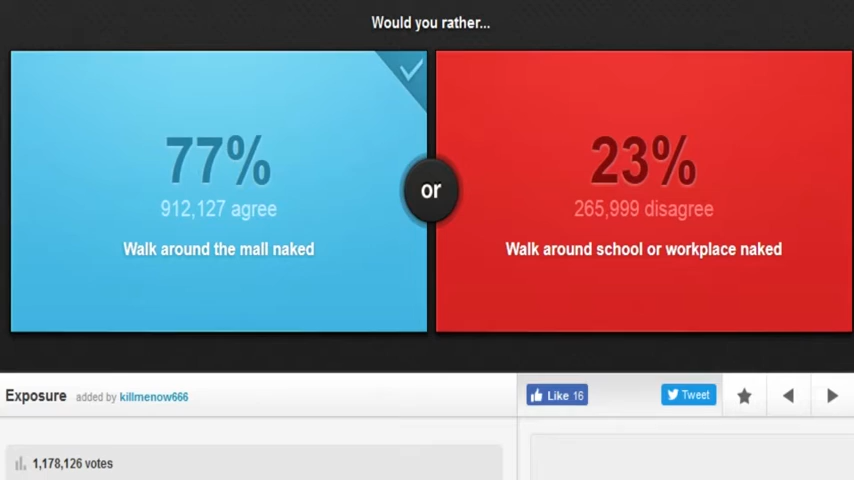 Would you rather...
77%
912,127 agree
Walk around the mall naked
or
23%
265,999 disagree
Walk around school or workplace naked
Exposure added by killmenow666
Like 16
Tweet
1,178,126 votes